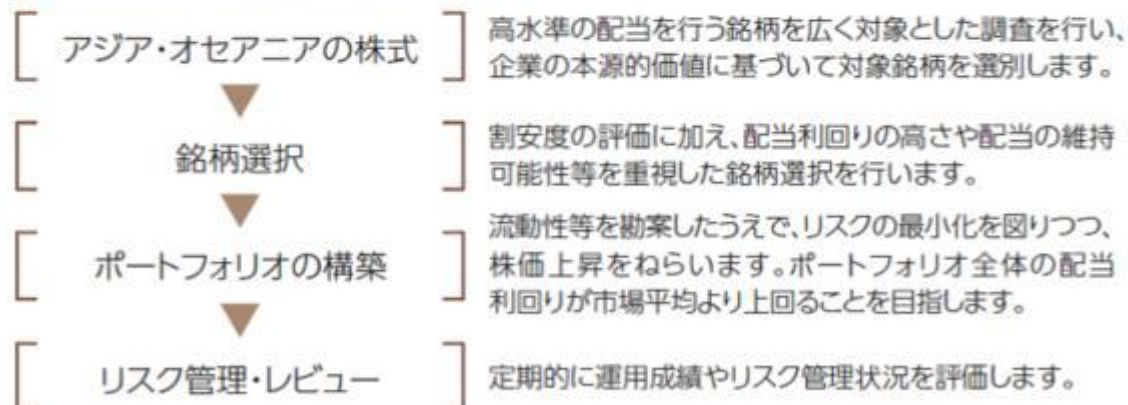 アジア・オセアニアの株式
高水準の配当を行う銘柄を広く対象とした調査を行い、
企業の本源的価値に基づいて対象銘柄を選別します。
銘柄選択
割安度の評価に加え、配当利回りの高さや配当の維持
可能性等を重視した銘柄選択を行います。
ポートフォリオの構築
流動性等を勘案したうえで、リスクの最小化を図りつつ、
株価上昇をねらいます。ポートフォリオ全体の配当
利回りが市場平均より上回ることを目指します。
リスク管理・レビュー
定期的に運用成績やリスク管理状況を評価します。